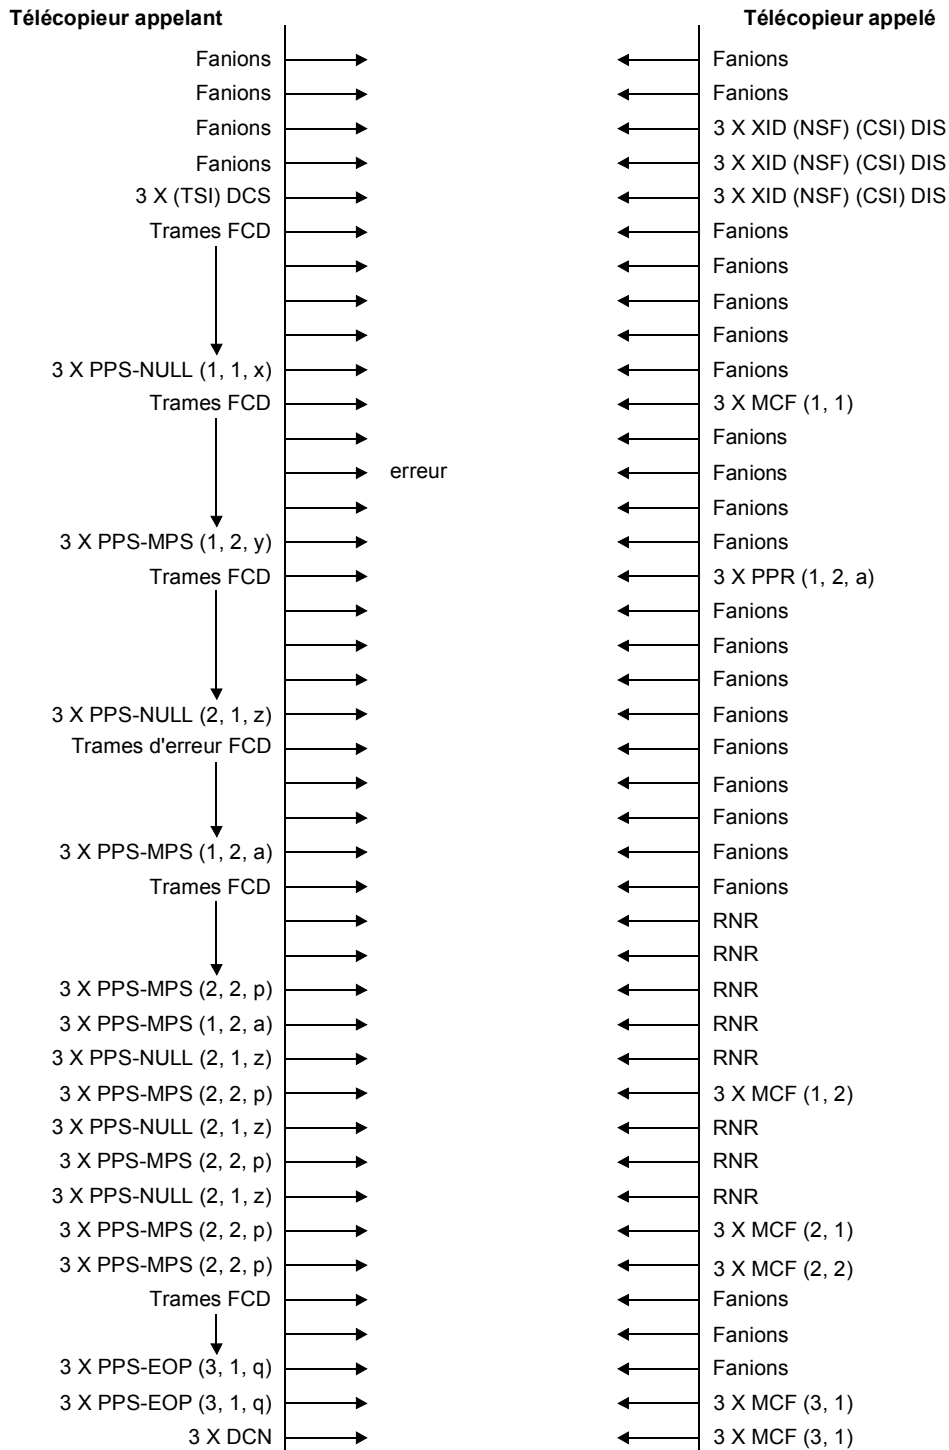 Télécopieur appelant Télécopieur appelé
Fanions Fanions
Fanions Fanions
Fanions 3 X XID (NSF) (CSI) DIS
Fanions 3 X XID (NSF) (CSI) DIS
3 X (TSI) DCS 3 X XID (NSF) (CSI) DIS
Trames FCD Fanions
Fanions
Fanions
Fanions
3 X PPS-NULL (1, 1, x) Fanions
Trames FCD 3 X MCF (1, 1)
Fanions
erreur Fanions
Fanions
3 X PPS-MPS (1, 2, y) Fanions
Trames FCD 3 X PPR (1, 2, a)
Fanions
Fanions
Fanions
3 X PPS-NULL (2, 1, z) Fanions
Trames d'erreur FCD Fanions
Fanions
Fanions
3 X PPS-MPS (1, 2, a) Fanions
Trames FCD Fanions
RNR
RNR
3 X PPS-MPS (2, 2, p) RNR
3 X PPS-MPS (1, 2, a) RNR
3 X PPS-NULL (2, 1, z) RNR
3 X PPS-MPS (2, 2, p) 3 X MCF (1, 2)
3 X PPS-NULL (2, 1, z) RNR
3 X PPS-MPS (2, 2, p) RNR
3 X PPS-NULL (2, 1, z) RNR
3 X PPS-MPS (2, 2, p) 3 X MCF (2, 1)
3 X PPS-MPS (2, 2, p) 3 X MCF (2, 2)
Trames FCD Fanions
Fanions
3 X PPS-EOP (3, 1, q) Fanions
3 X PPS-EOP (3, 1, q) 3 X MCF (3, 1)
3 X DCN 3 X MCF (3, 1)